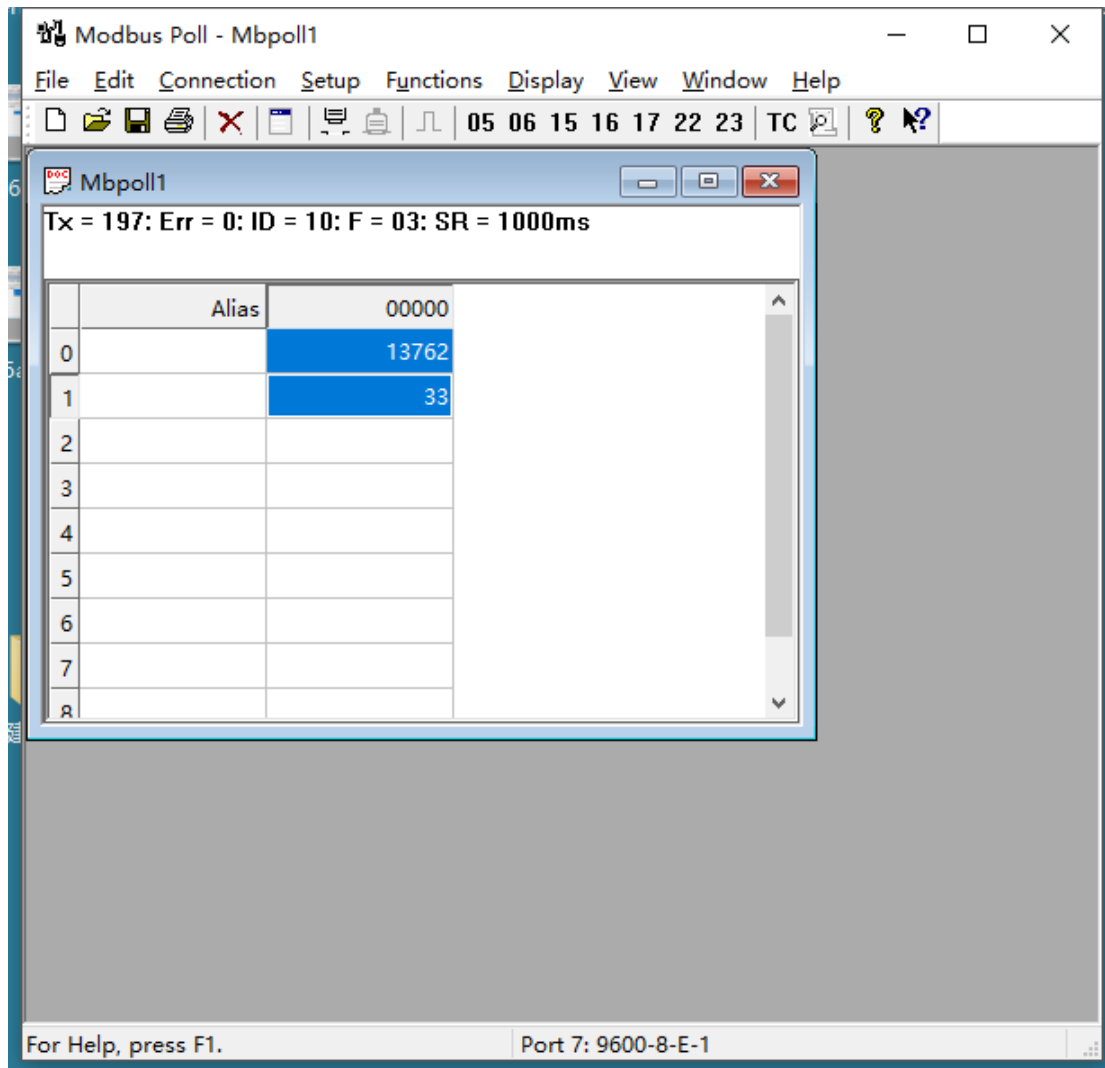 Modbus Poll - Mbpoll1
File Edit Connection Setup Functions Display View Window Help
05 06 15 16 17 22 23 TC
Mbpoll1
Tx = 197: Err = 0: ID = 10: F = 03: SR = 1000ms
Alias 00000
0 13762
1 33
2
3
4
5
6
7
8
For Help, press F1. Port 7: 9600-8-E-1